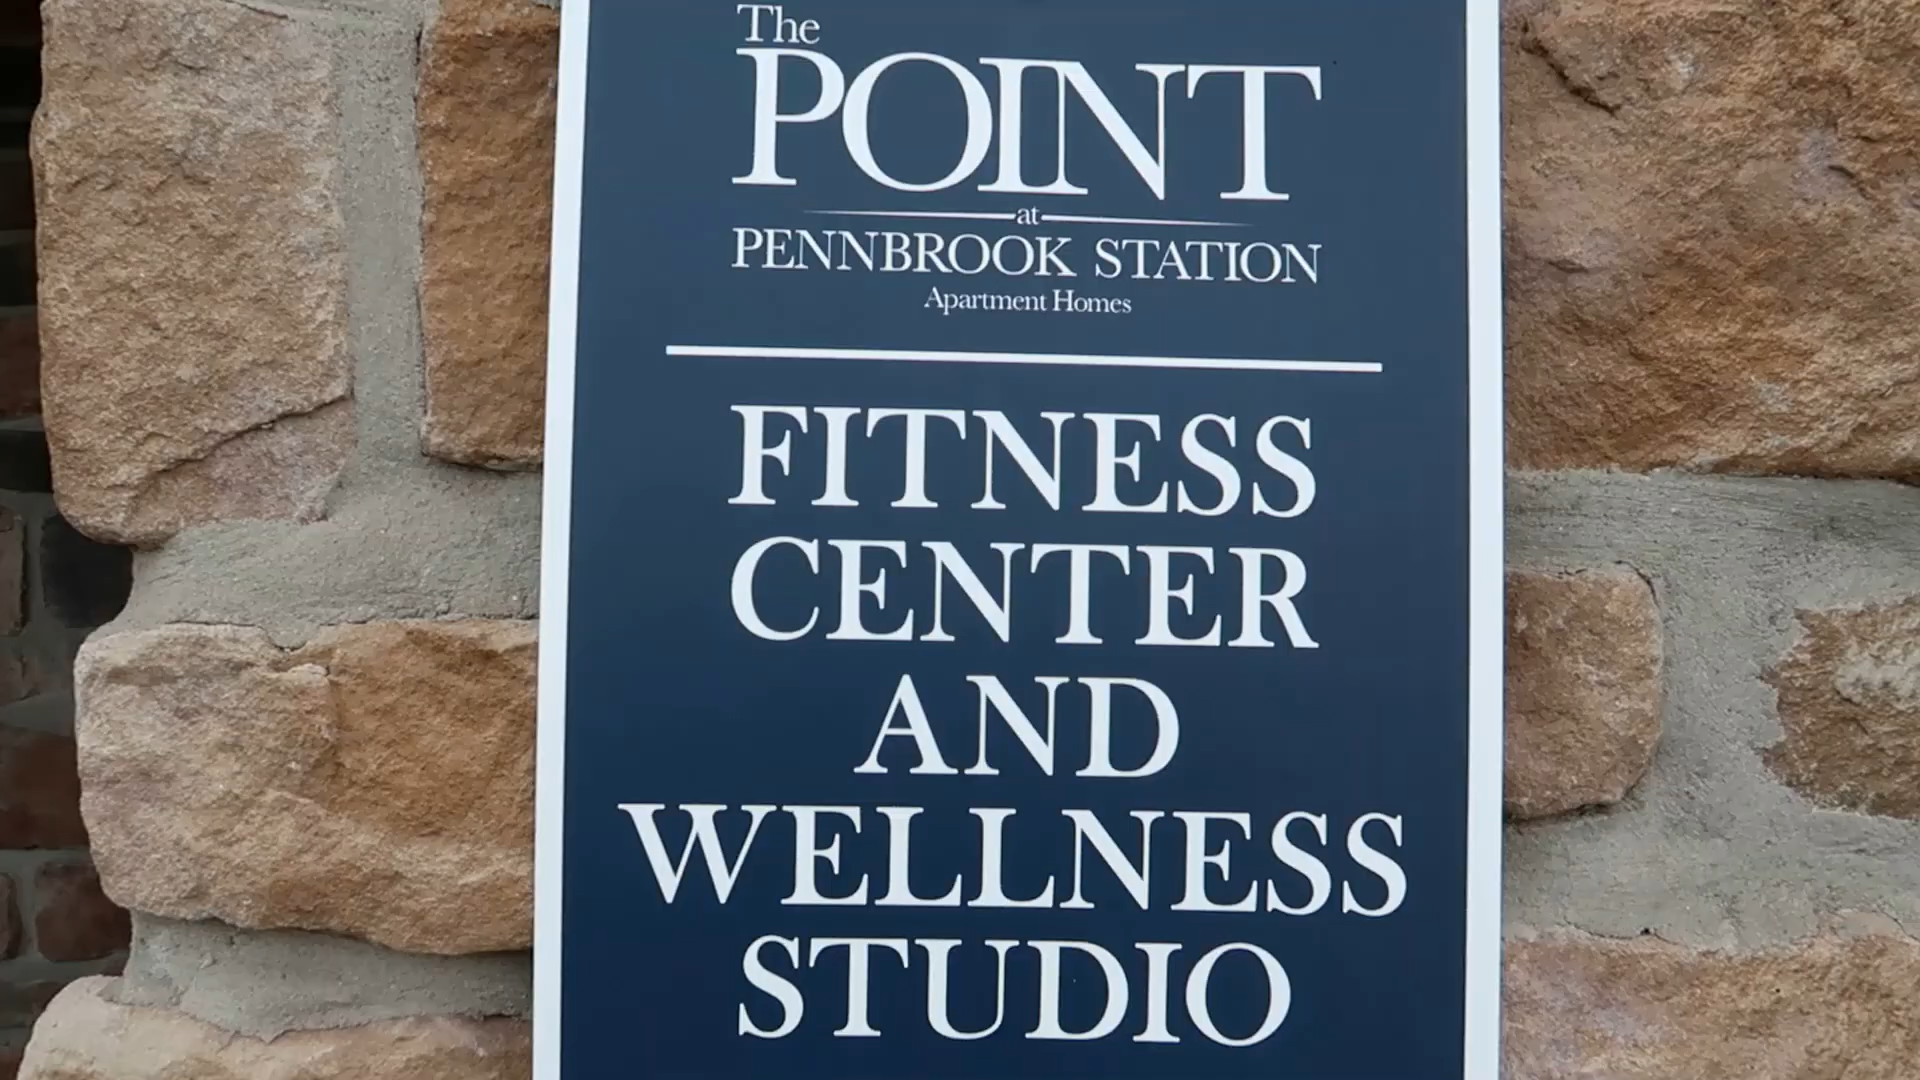 The
POINT
at
PENNBROOK STATION
Apartment Homes
FITNESS
CENTER
AND
WELLNESS
STUDIO